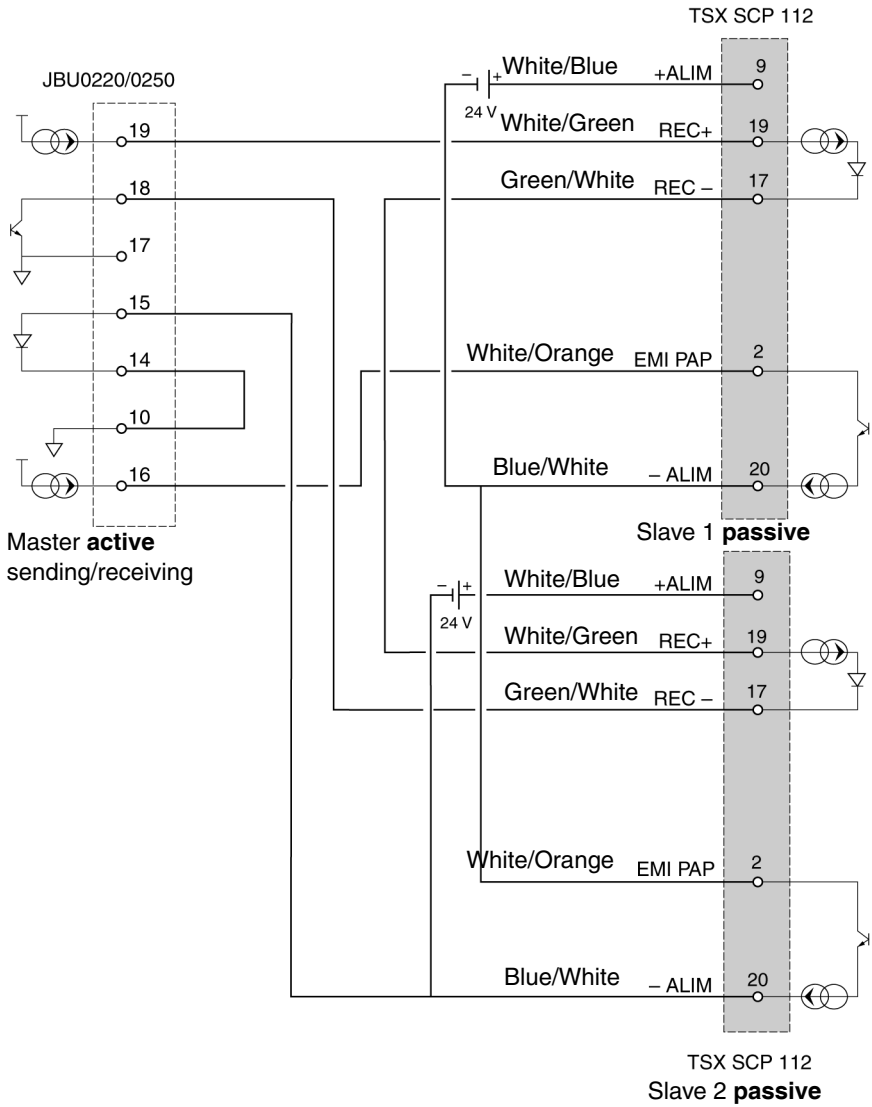 TSX SCP 112
JBU0220/0250
− + White/Blue +ALIM 9
24 V
19 White/Green REC+ 19
18 Green/White REC – 17
17
15
14 White/Orange EMI PAP 2
10
16 Blue/White – ALIM 20
Master active
sending/receiving
Slave 1 passive
− + White/Blue +ALIM 9
24 V
White/Green REC+ 19
Green/White REC – 17
White/Orange EMI PAP 2
Blue/White – ALIM 20
TSX SCP 112
Slave 2 passive